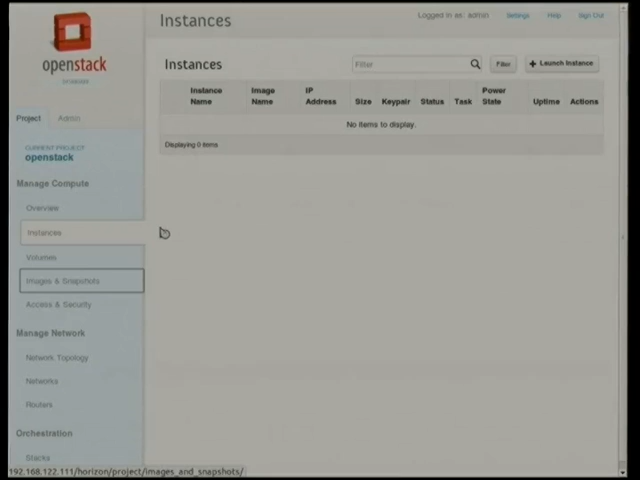 Instances
Logged in as: admin
Settings
Help
Sign Out
openstack
Instances
Filter
Filter
+ Launch Instance
Instance Name
Image Name
IP Address
Size
Keypair
Status
Task
Power State
Uptime
Actions
No items to display.
Displaying 0 items
Project
Admin
CURRENT PROJECT
openstack
Manage Compute
Overview
Instances
Volumes
Images & Snapshots
Access & Security
Manage Network
Network Topology
Networks
Routers
Orchestration
Stacks
192.168.122.111/horizon/project/images_and_snapshots/